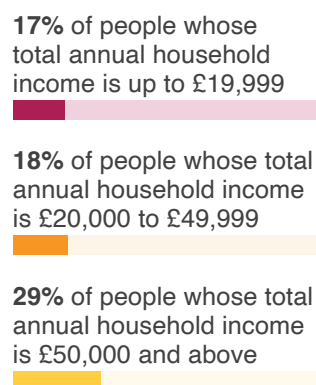 17% of people whose
total annual household
income is up to £19,999
18% of people whose total
annual household income
is £20,000 to £49,999
29% of people whose total
annual household income
is £50,000 and above